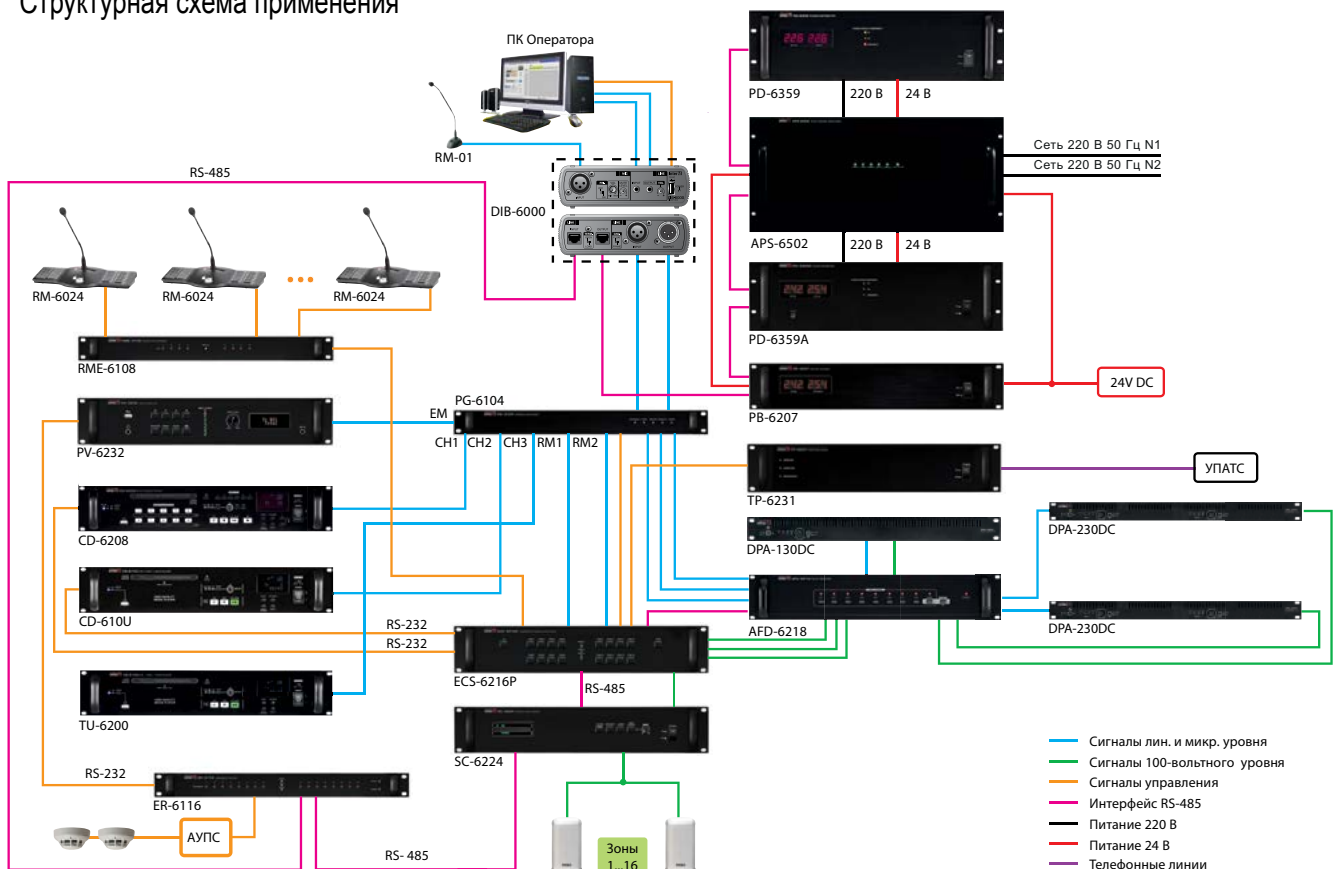 Структурная схема применения
ПК Оператора
RM-01
RS-485
DIB-6000
PD-6359
220 В
24 В
Сеть 220 В 50 Гц N1
Сеть 220 В 50 Гц N2
APS-6502
220 В
24 В
PD-6359A
24V DC
PB-6207
RM-6024
RM-6024
RM-6024
RME-6108
PG-6104
EM
CH1
CH2
CH3
RM1
RM2
PV-6232
УПАТС
TP-6231
CD-6208
DPA-130DC
DPA-230DC
CD-610U
RS-232
RS-232
AFD-6218
DPA-230DC
ECS-6216P
RS-485
TU-6200
SC-6224
RS-232
ER-6116
АУПС
RS- 485
Зоны
1...16
Сигналы лин. и микр. уровня
Сигналы 100-вольтного уровня
Сигналы управления
Интерфейс RS-485
Питание 220 В
Питание 24 В
Телефонные линии